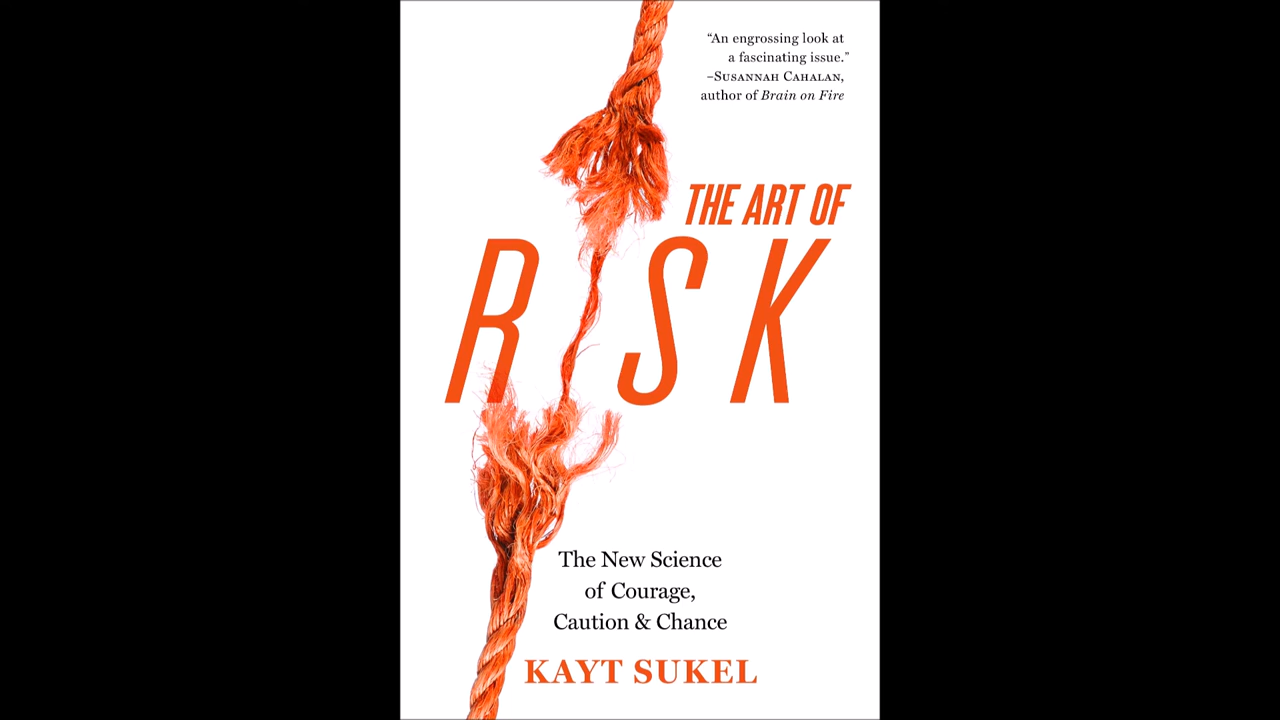 “An engrossing look at
a fascinating issue.”
–Susannah Cahalan,
author of Brain on Fire
THE ART OF
R SK
The New Science
of Courage,
Caution & Chance
KAYT SUKEL